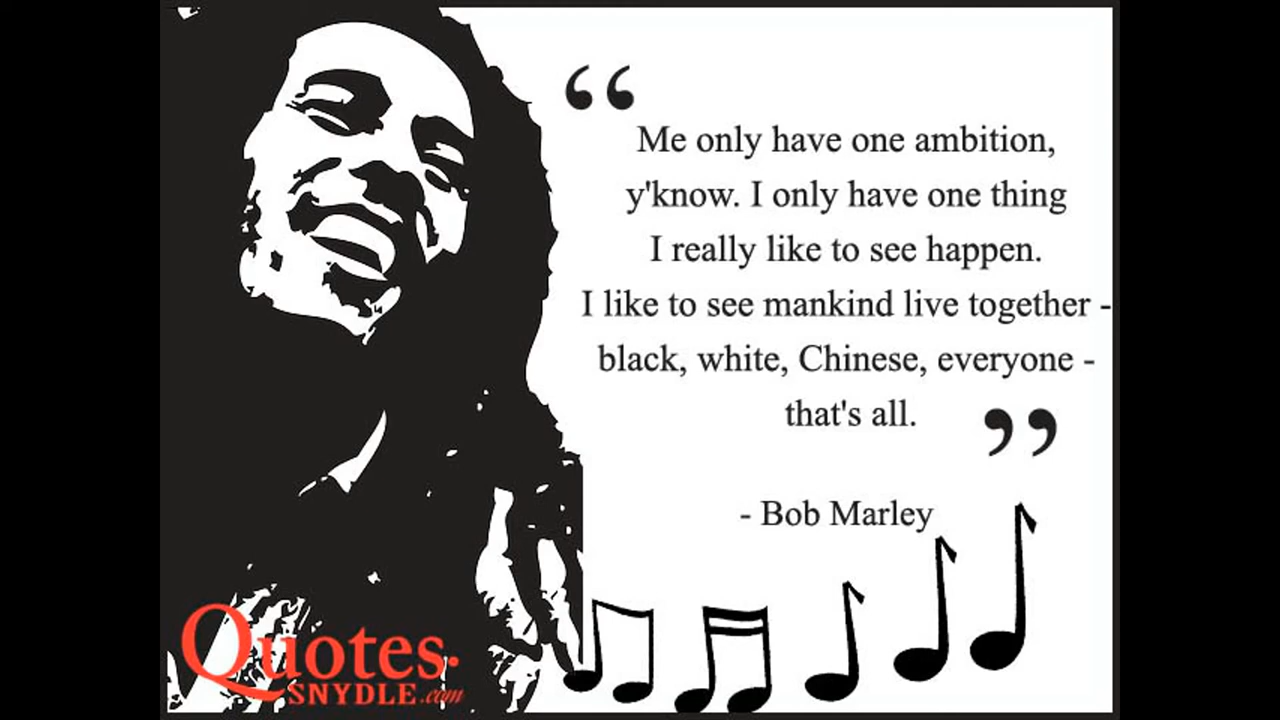 “
Me only have one ambition,
y'know. I only have one thing
I really like to see happen.
I like to see mankind live together -
black, white, Chinese, everyone -
that's all.
”
- Bob Marley
Quotes.
SNYDLE.com